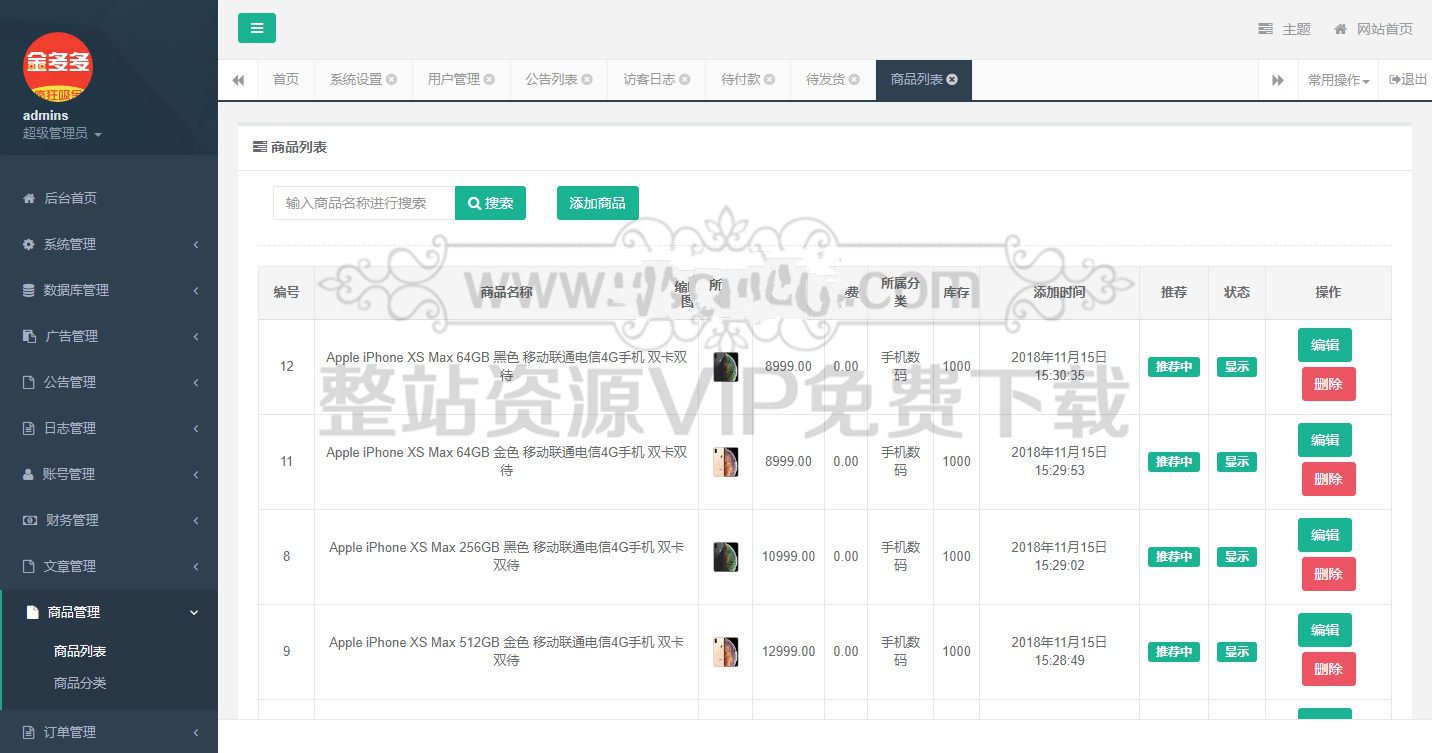 金多多
疯狂吸金
admins
超级管理员
后台首页
系统管理
数据库管理
广告管理
公告管理
日志管理
账号管理
财务管理
文章管理
商品管理
商品列表
商品分类
订单管理
主题 网站首页
首页 系统设置 用户管理 公告列表 访客日志 待付款 待发货 商品列表 常用操作 退出
商品列表
输入商品名称进行搜索 搜索 添加商品
编号 商品名称 缩 图 所 费 所属分类 库存 添加时间 推荐 状态 操作
www. .com
整站资源VIP免费下载
12 Apple iPhone XS Max 64GB 黑色 移动联通电信4G手机 双卡双 8999.00 0.00 手机数 1000 2018年11月15日 推荐中 显示 编辑
待 码 15:30:35 删除
11 Apple iPhone XS Max 64GB 金色 移动联通电信4G手机 双卡双 8999.00 0.00 手机数 1000 2018年11月15日 推荐中 显示 编辑
待 码 15:29:53 删除
8 Apple iPhone XS Max 256GB 黑色 移动联通电信4G手机 双卡 10999.00 0.00 手机数 1000 2018年11月15日 推荐中 显示 编辑
双待 码 15:29:02 删除
9 Apple iPhone XS Max 512GB 金色 移动联通电信4G手机 双卡 12999.00 0.00 手机数 1000 2018年11月15日 推荐中 显示 编辑
双待 码 15:28:49 删除